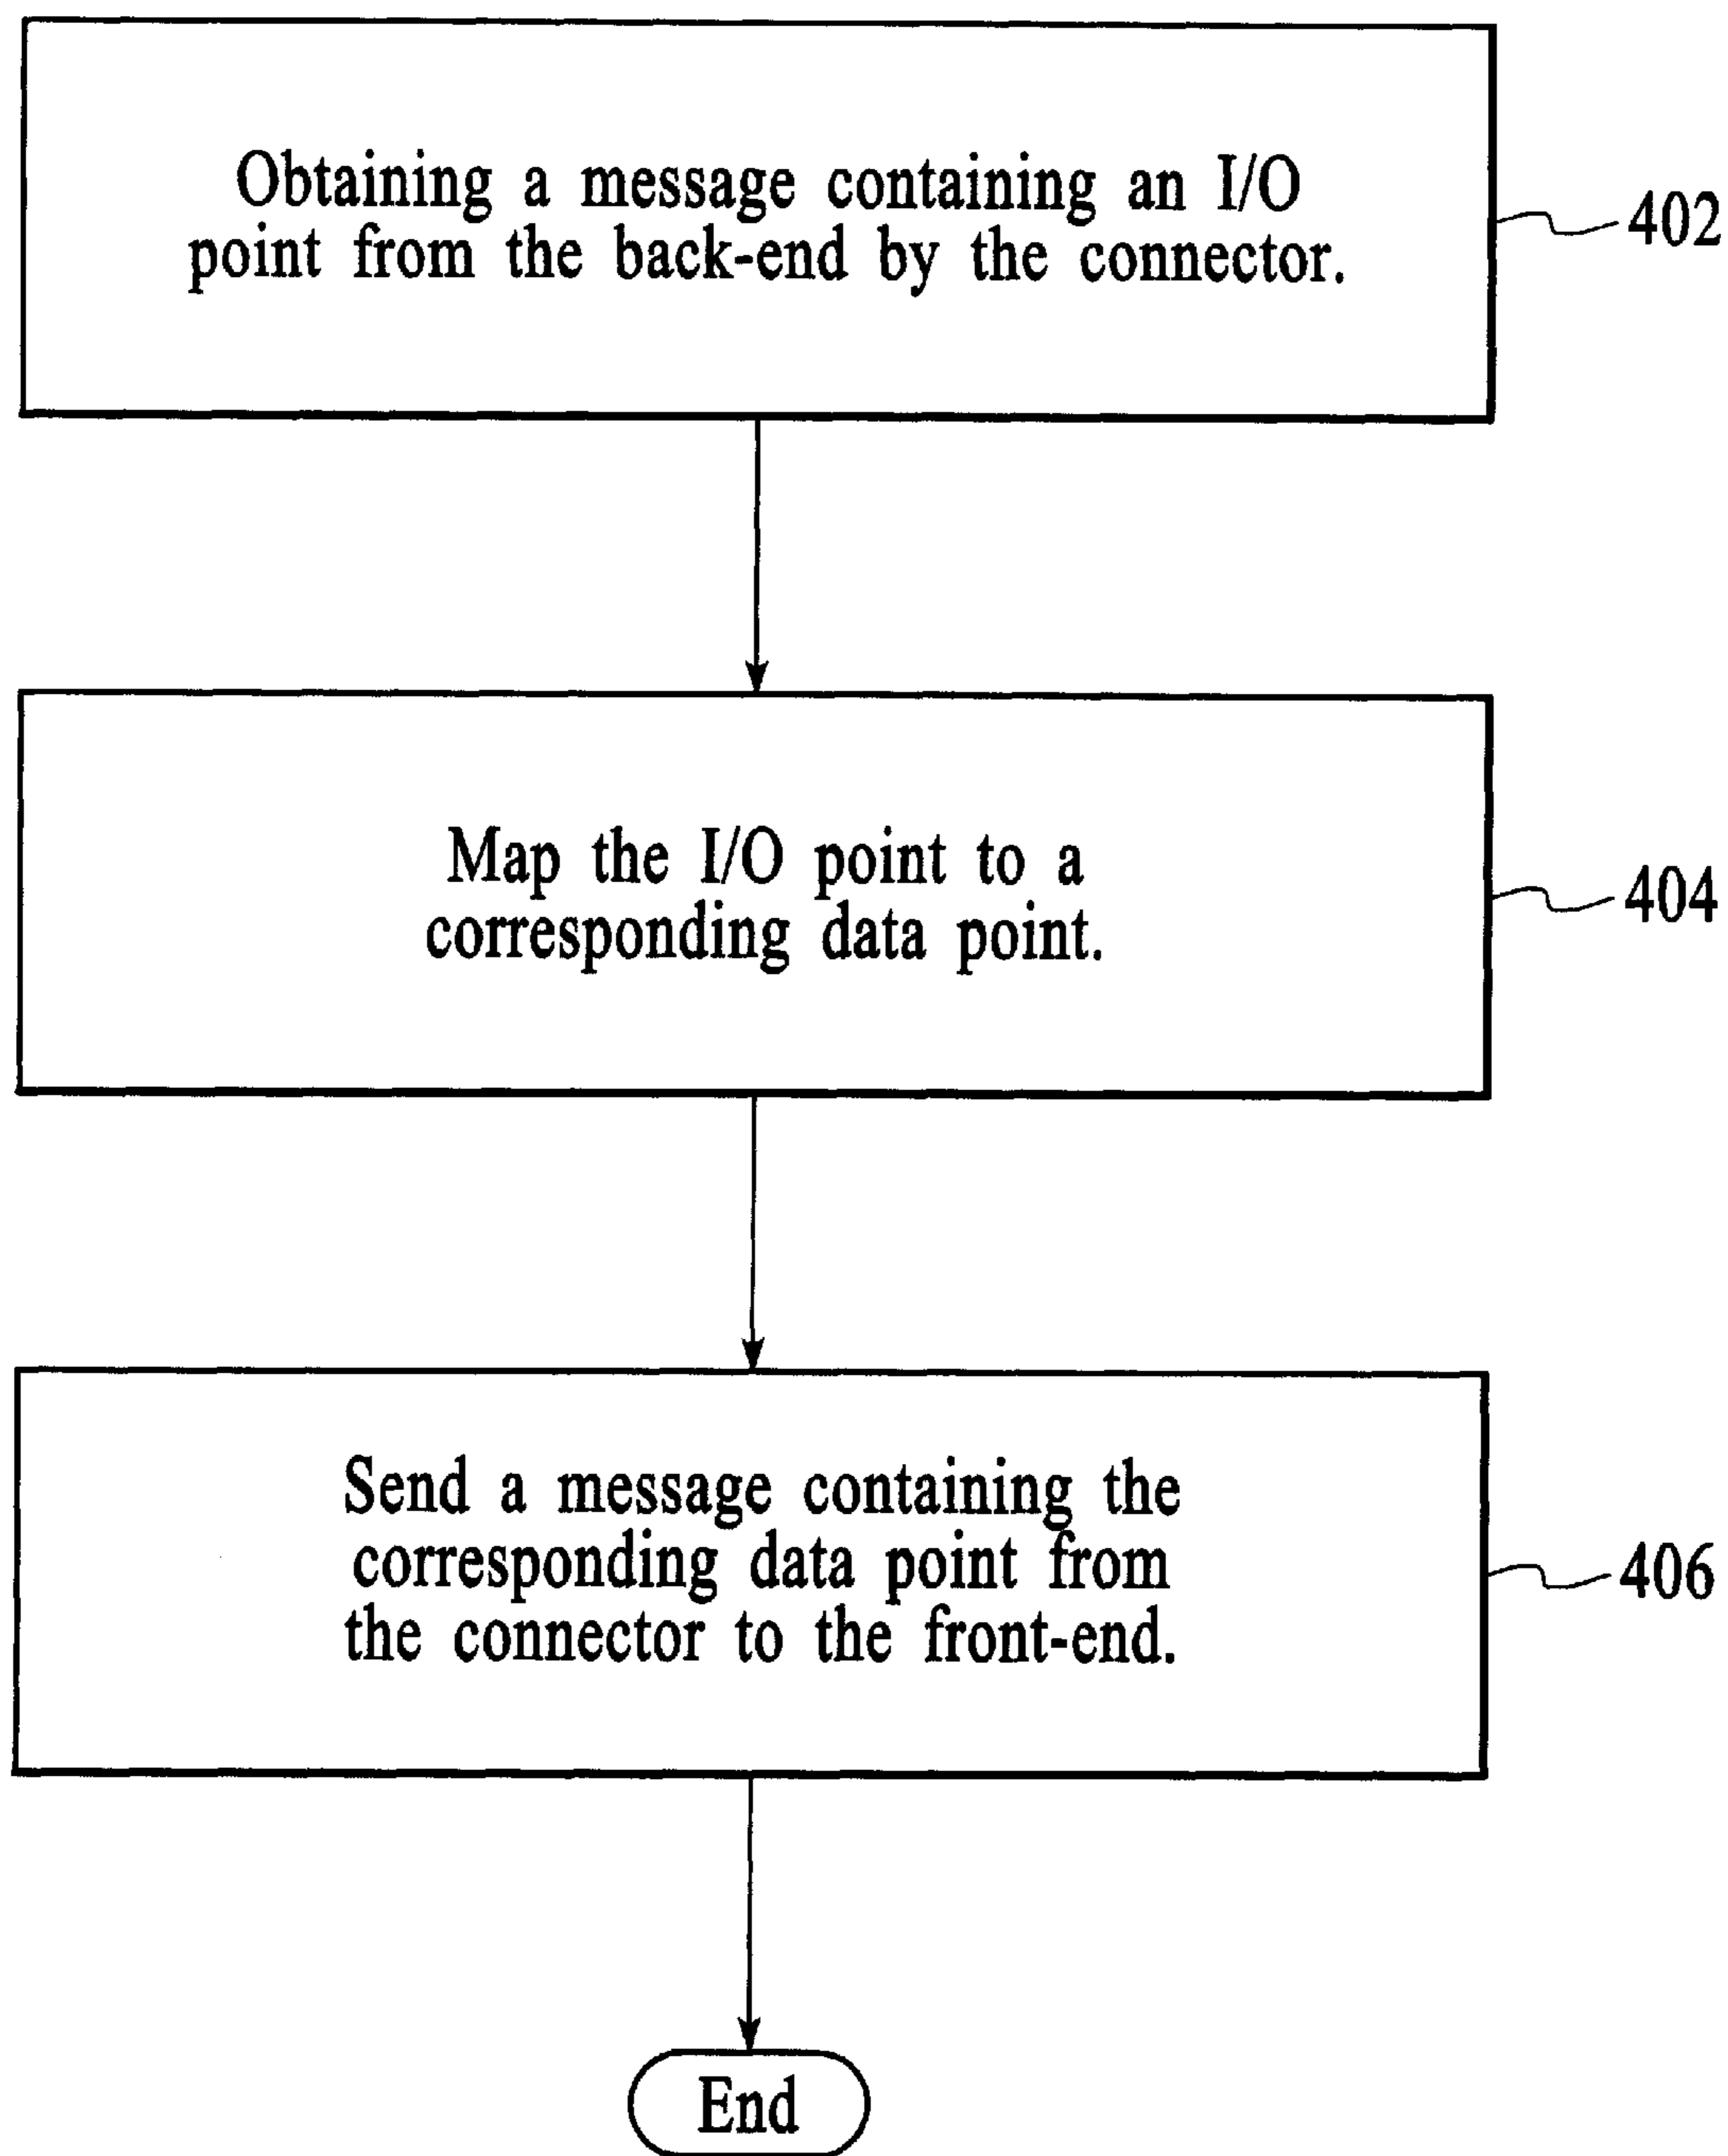 Obtaining a message containing an I/O
point from the back-end by the connector.
402
Map the I/O point to a
corresponding data point.
404
Send a message containing the
corresponding data point from
the connector to the front-end.
406
End